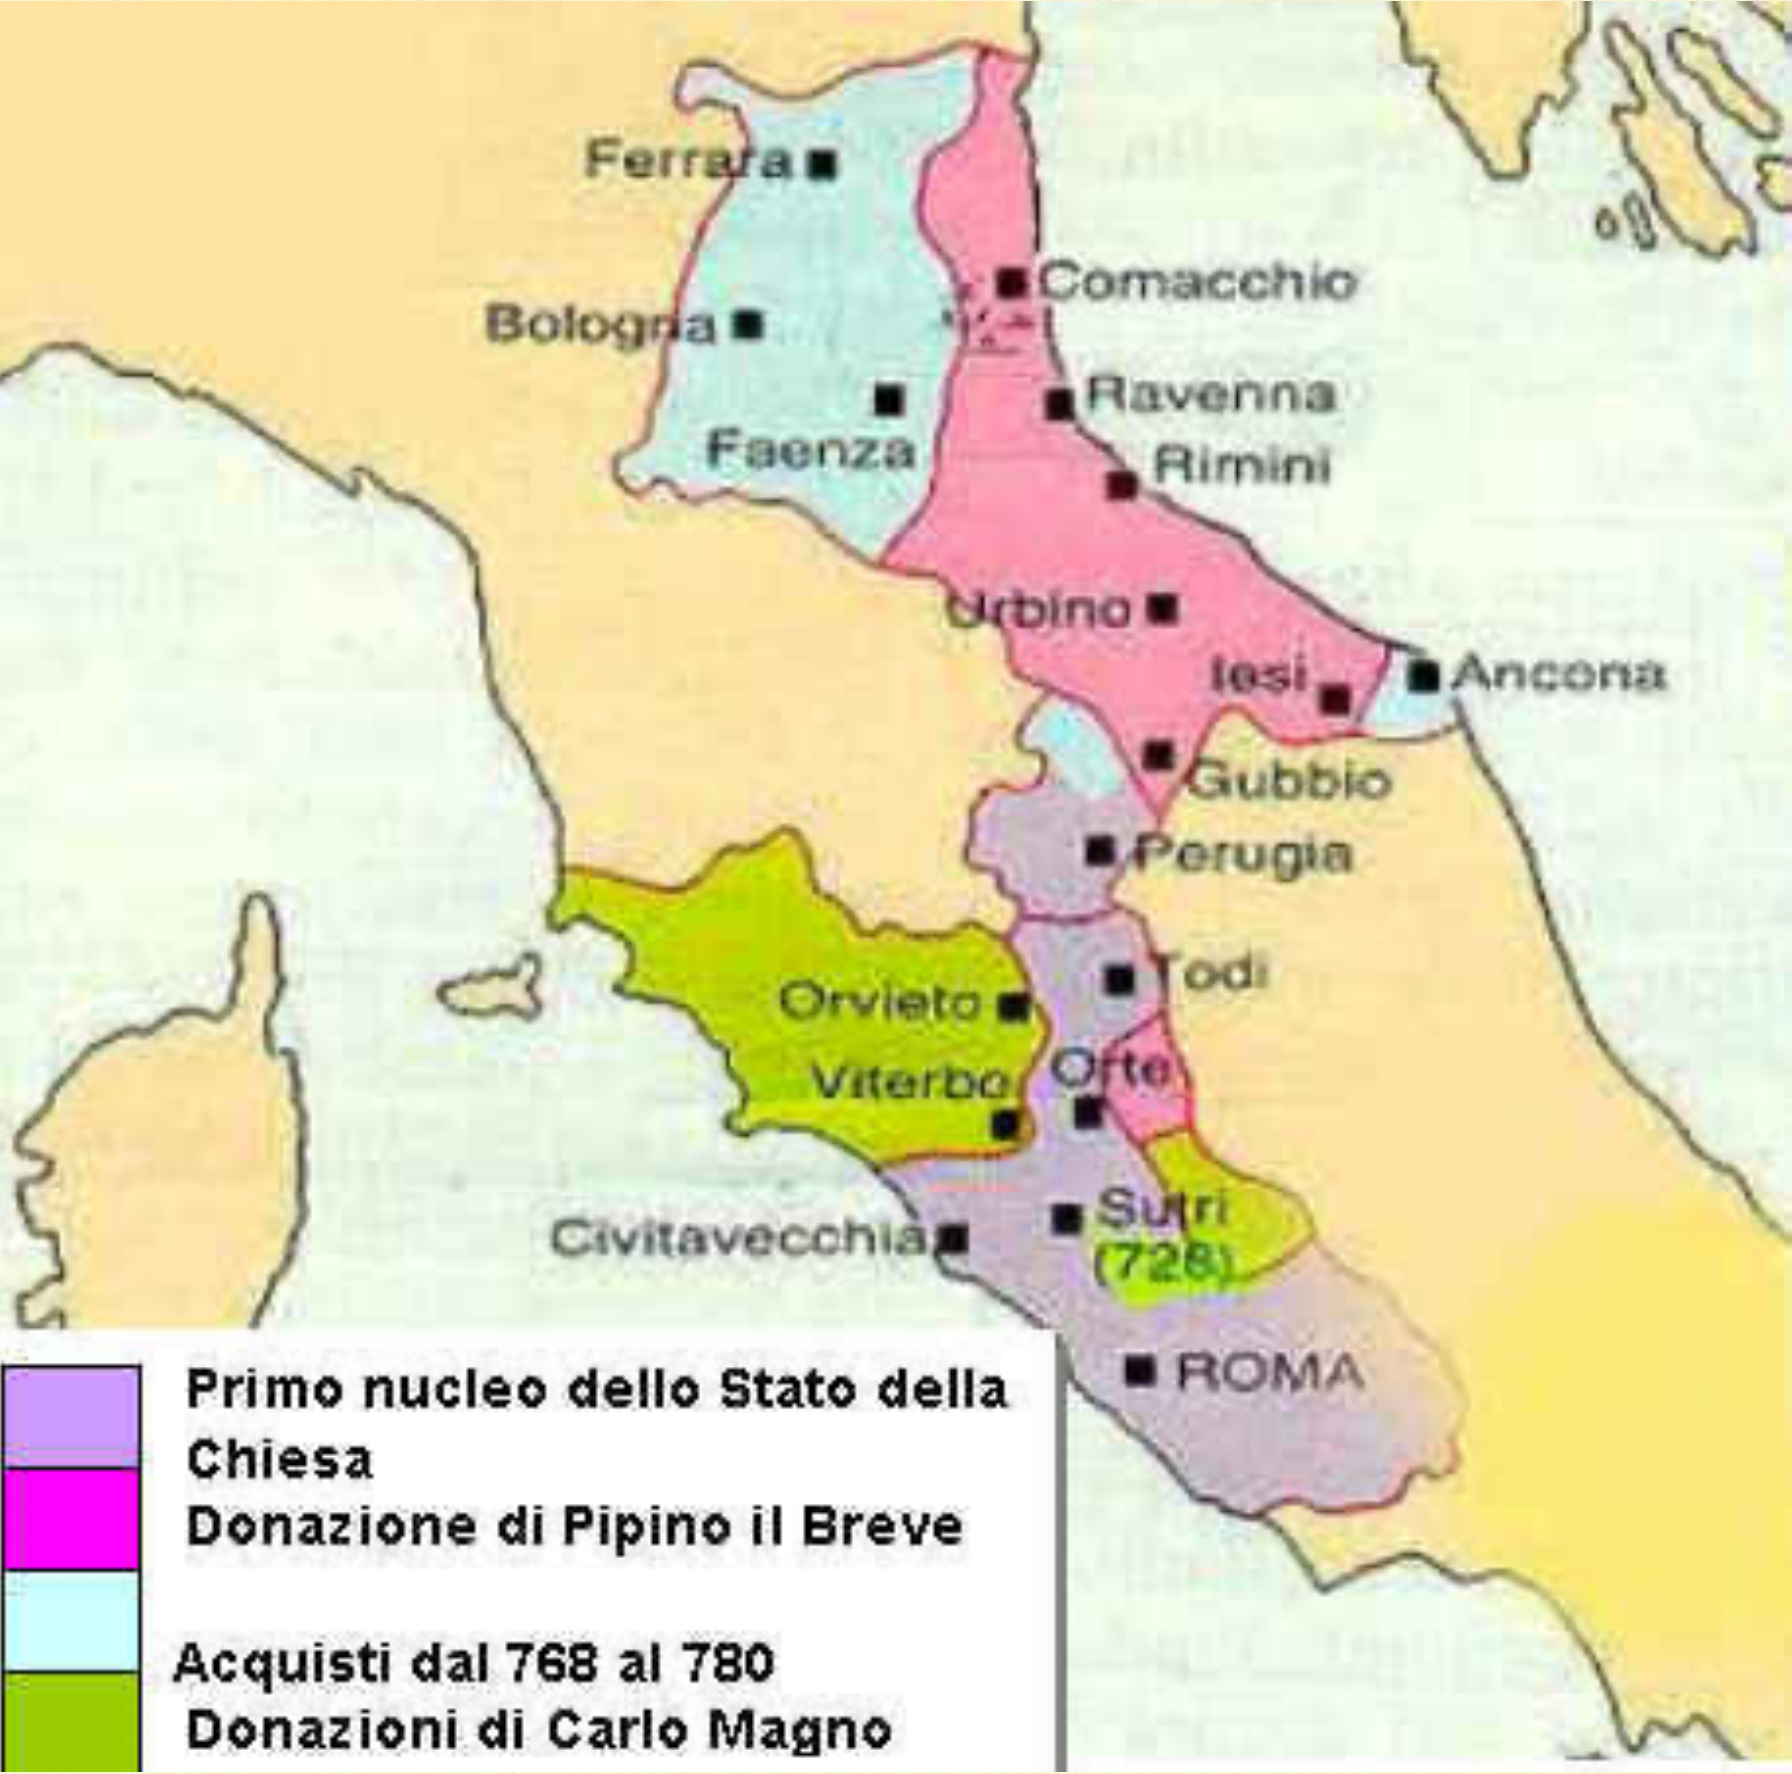 Ferrara
Comacchio
Bologna
Ravenna
Faenza
Rimini
Urbino
Iesi
Ancona
Gubbio
Perugia
Todi
Orvieto
Orte
Viterbo
Sutri
(728)
Civitavecchia
ROMA
Primo nucleo dello Stato della
Chiesa
Donazione di Pipino il Breve
Acquisti dal 768 al 780
Donazioni di Carlo Magno